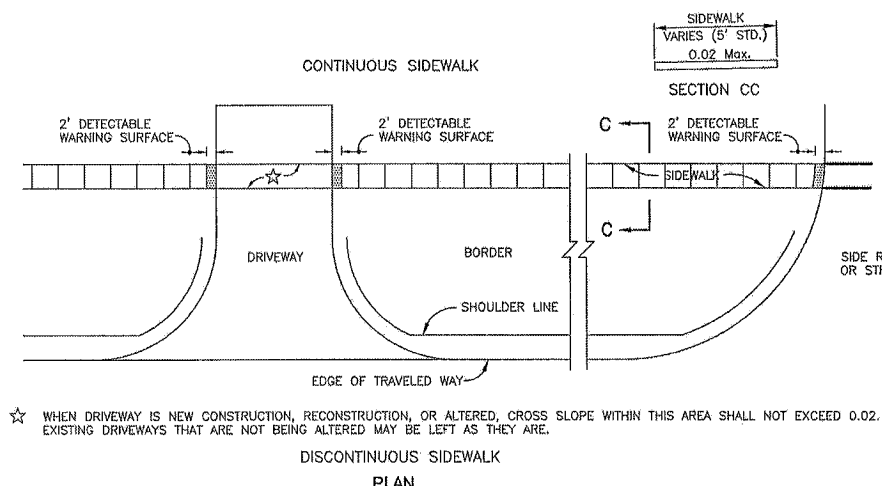 SIDEWALK
VARIES (5' STD.)
0.02 Max.
CONTINUOUS SIDEWALK
SECTION CC
2' DETECTABLE
WARNING SURFACE
2' DETECTABLE
WARNING SURFACE
C
2' DETECTABLE
WARNING SURFACE
SIDEWALK
C
DRIVEWAY
BORDER
SIDE
OR
SHOULDER LINE
EDGE OF TRAVELED WAY
☆ WHEN DRIVEWAY IS NEW CONSTRUCTION, RECONSTRUCTION, OR ALTERED, CROSS SLOPE WITHIN THIS AREA SHALL NOT EXCEED 0.02.
EXISTING DRIVEWAYS THAT ARE NOT BEING ALTERED MAY BE LEFT AS THEY ARE.
DISCONTINUOUS SIDEWALK
PLAN